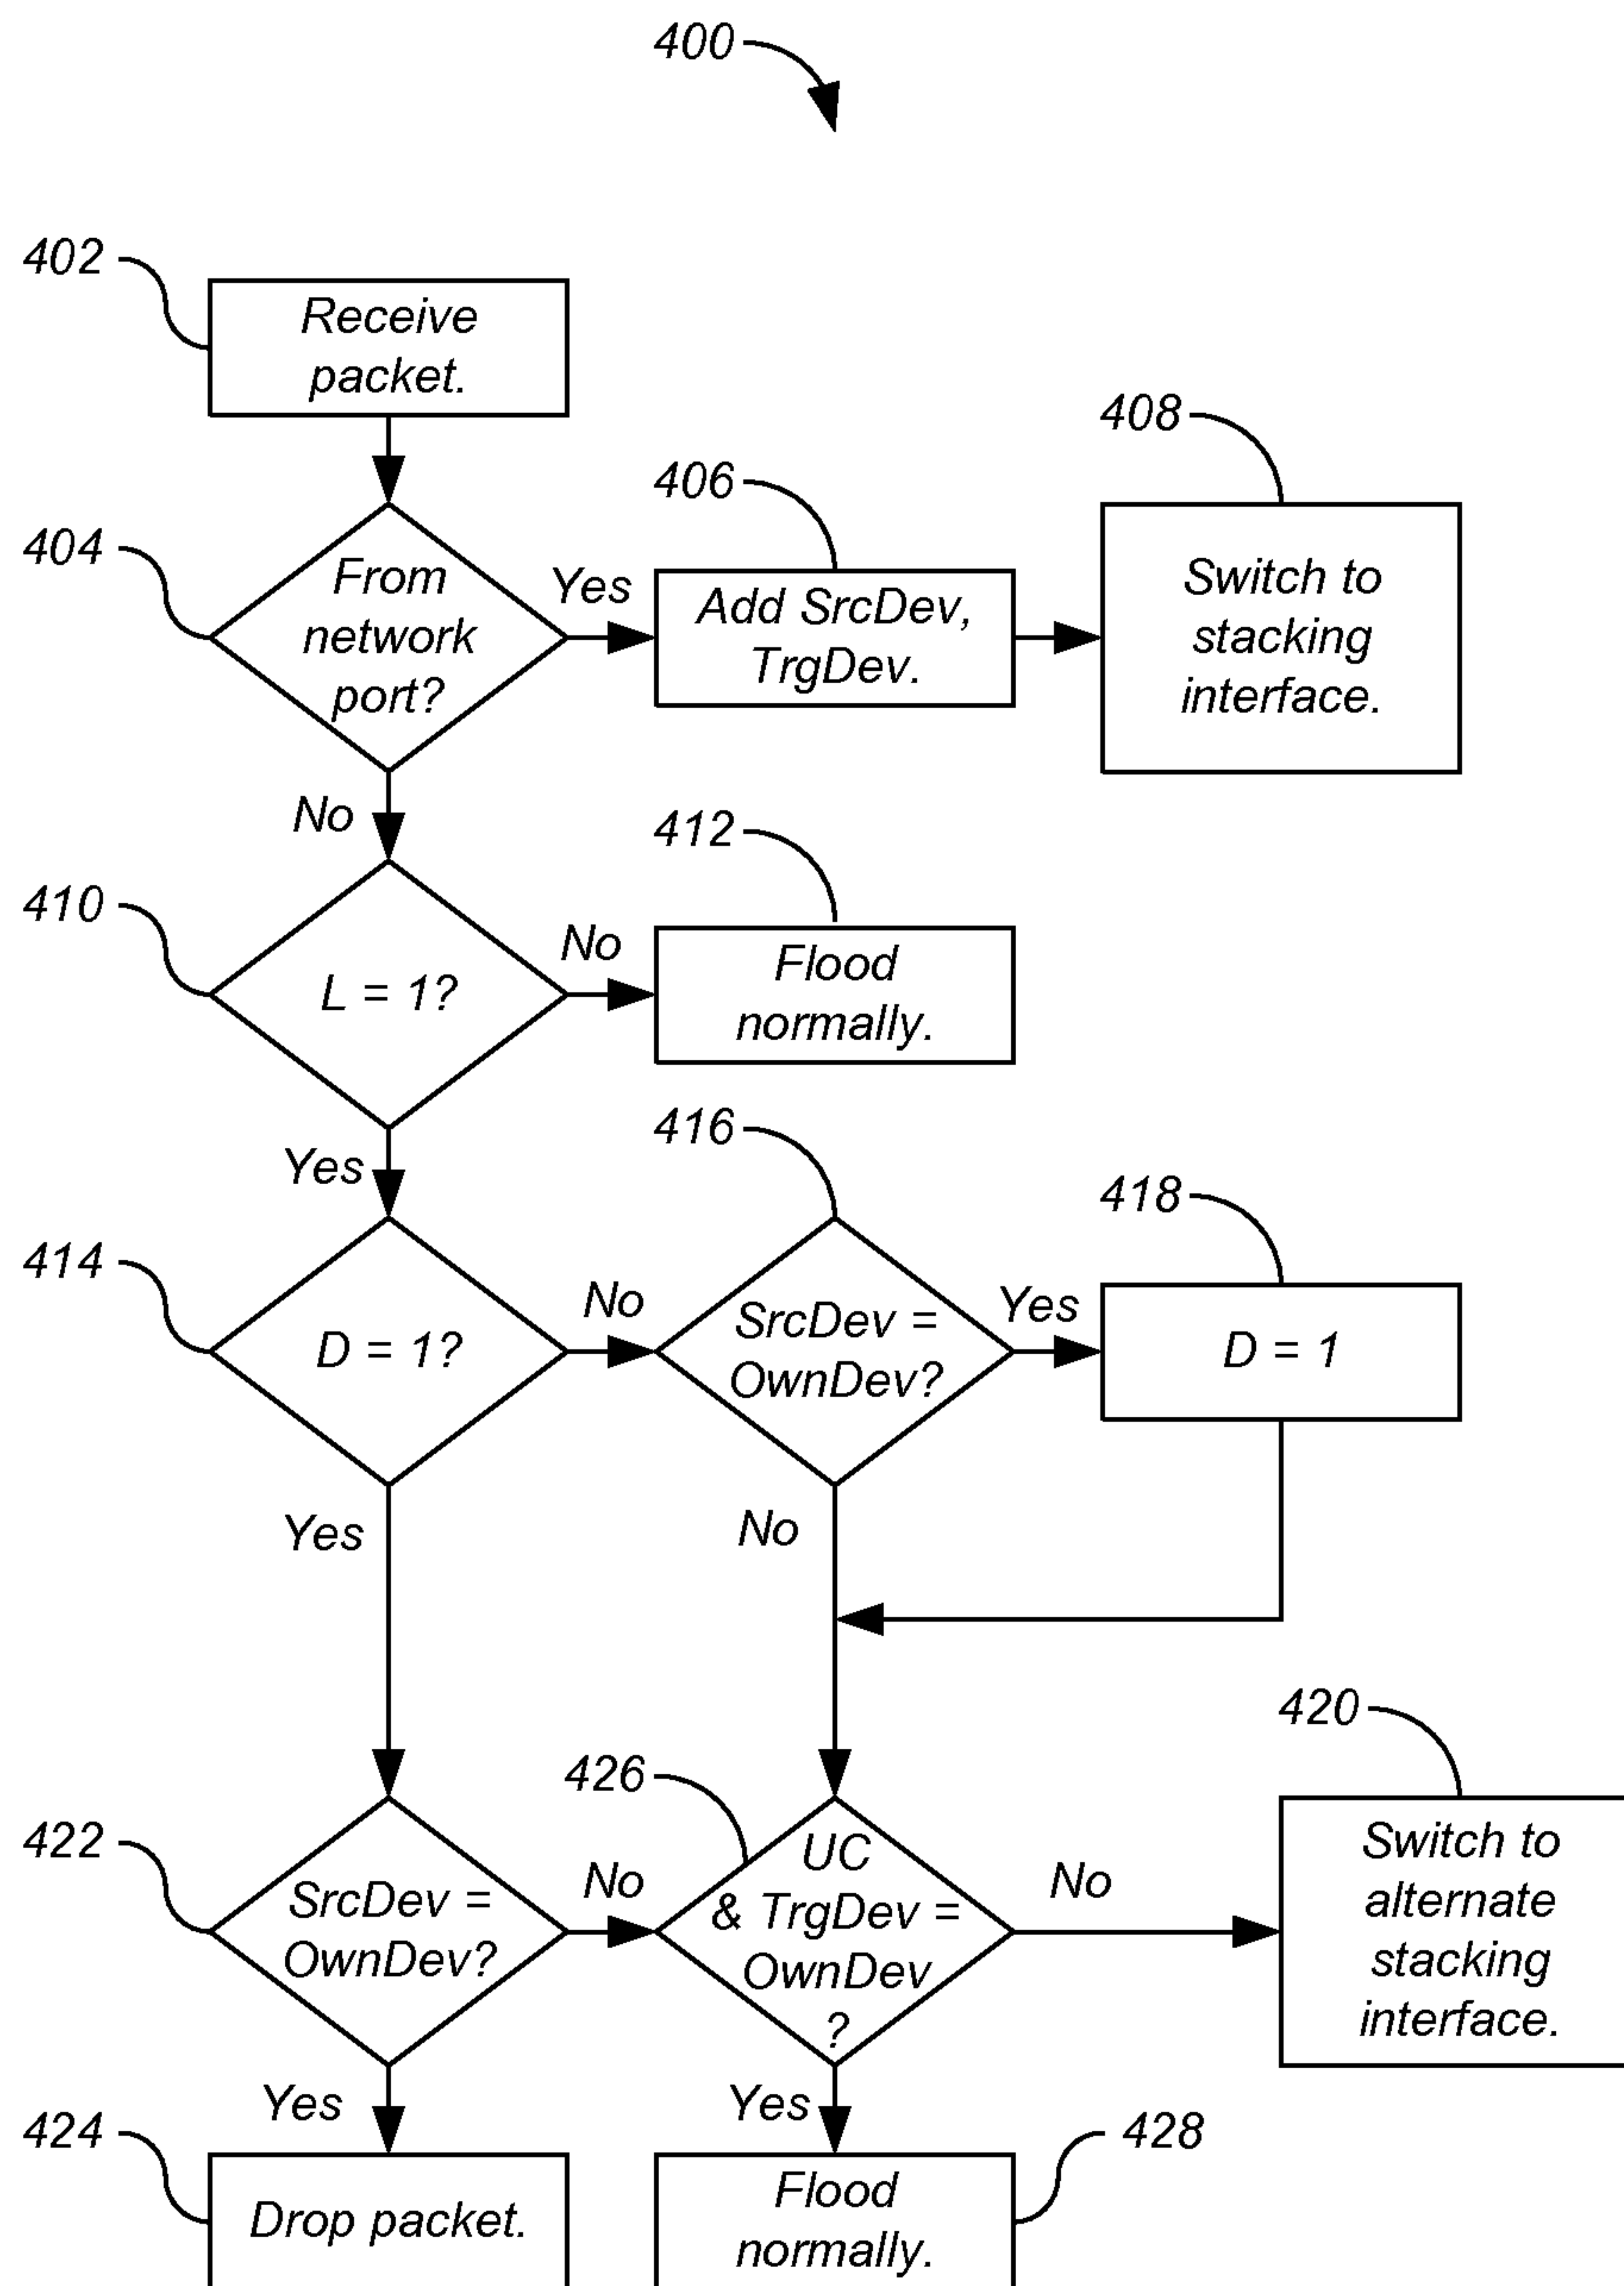 400
402
Receive
packet.
404
From
network
port?
Yes
406
Add SrcDev,
TrgDev.
408
Switch to
stacking
interface.
No
410
L = 1?
No
412
Flood
normally.
Yes
414
D = 1?
No
416
SrcDev =
OwnDev?
Yes
418
D = 1
Yes
No
422
SrcDev =
OwnDev?
No
426
UC
& TrgDev =
OwnDev
?
No
420
Switch to
alternate
stacking
interface.
Yes
424
Drop packet.
Yes
428
Flood
normally.